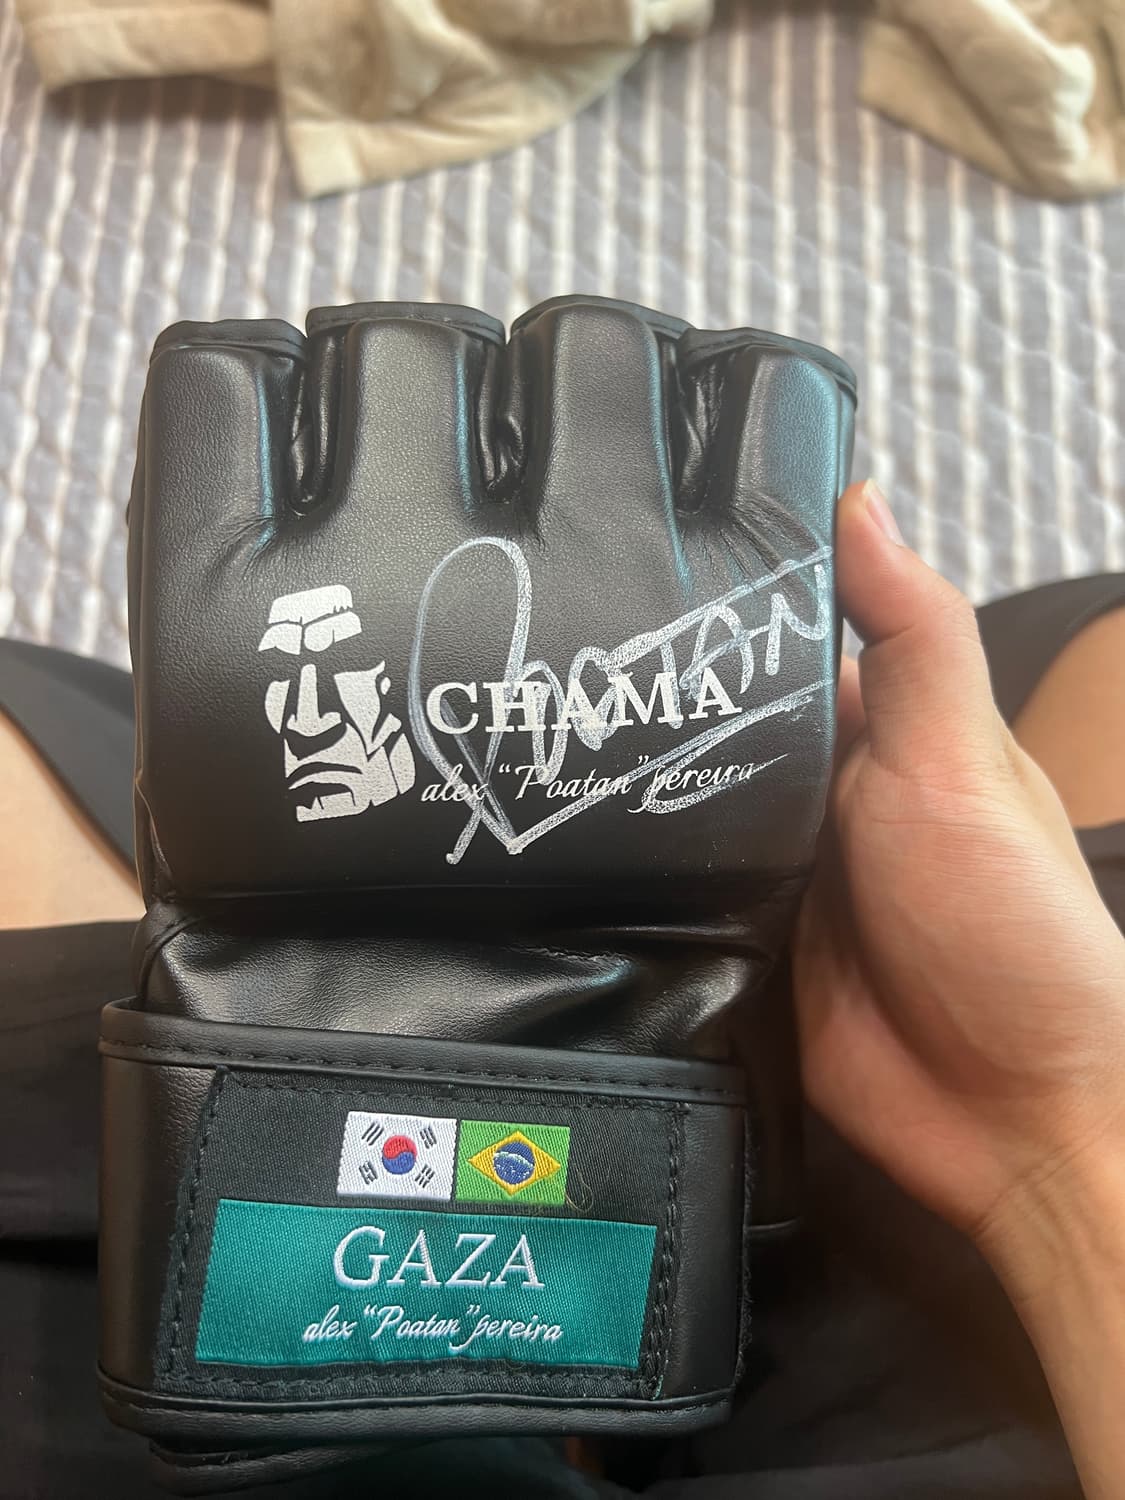 PoATAN
CHAMA
alex "Poatan" pereira
GAZA
alex "Poatan" pereira